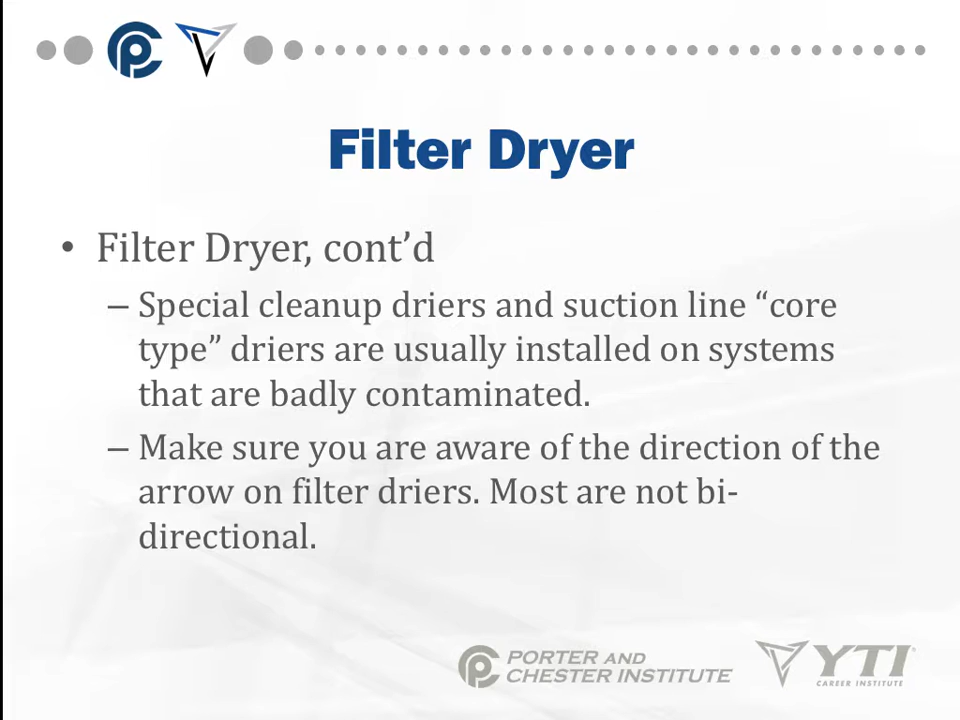 Filter Dryer
• Filter Dryer, cont’d
– Special cleanup driers and suction line “core
type” driers are usually installed on systems
that are badly contaminated.
– Make sure you are aware of the direction of the
arrow on filter driers. Most are not bi-
directional.
PORTER AND
CHESTER INSTITUTE
YTI
CAREER INSTITUTE